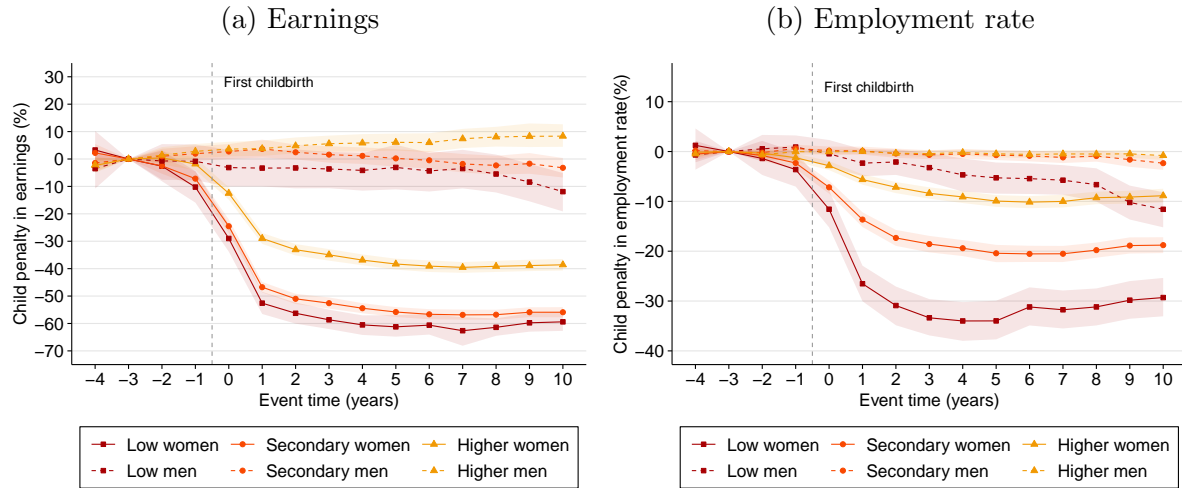 (a) Earnings
Child penalty in earnings (%)
30
20
10
0
−10
−20
−30
−40
−50
−60
−70
First childbirth
−4 −3 −2 −1 0 1 2 3 4 5 6 7 8 9 10
Event time (years)
Low women Secondary women Higher women
Low men Secondary men Higher men
(b) Employment rate
Child penalty in employment rate(%)
10
0
−10
−20
−30
−40
First childbirth
−4 −3 −2 −1 0 1 2 3 4 5 6 7 8 9 10
Event time (years)
Low women Secondary women Higher women
Low men Secondary men Higher men